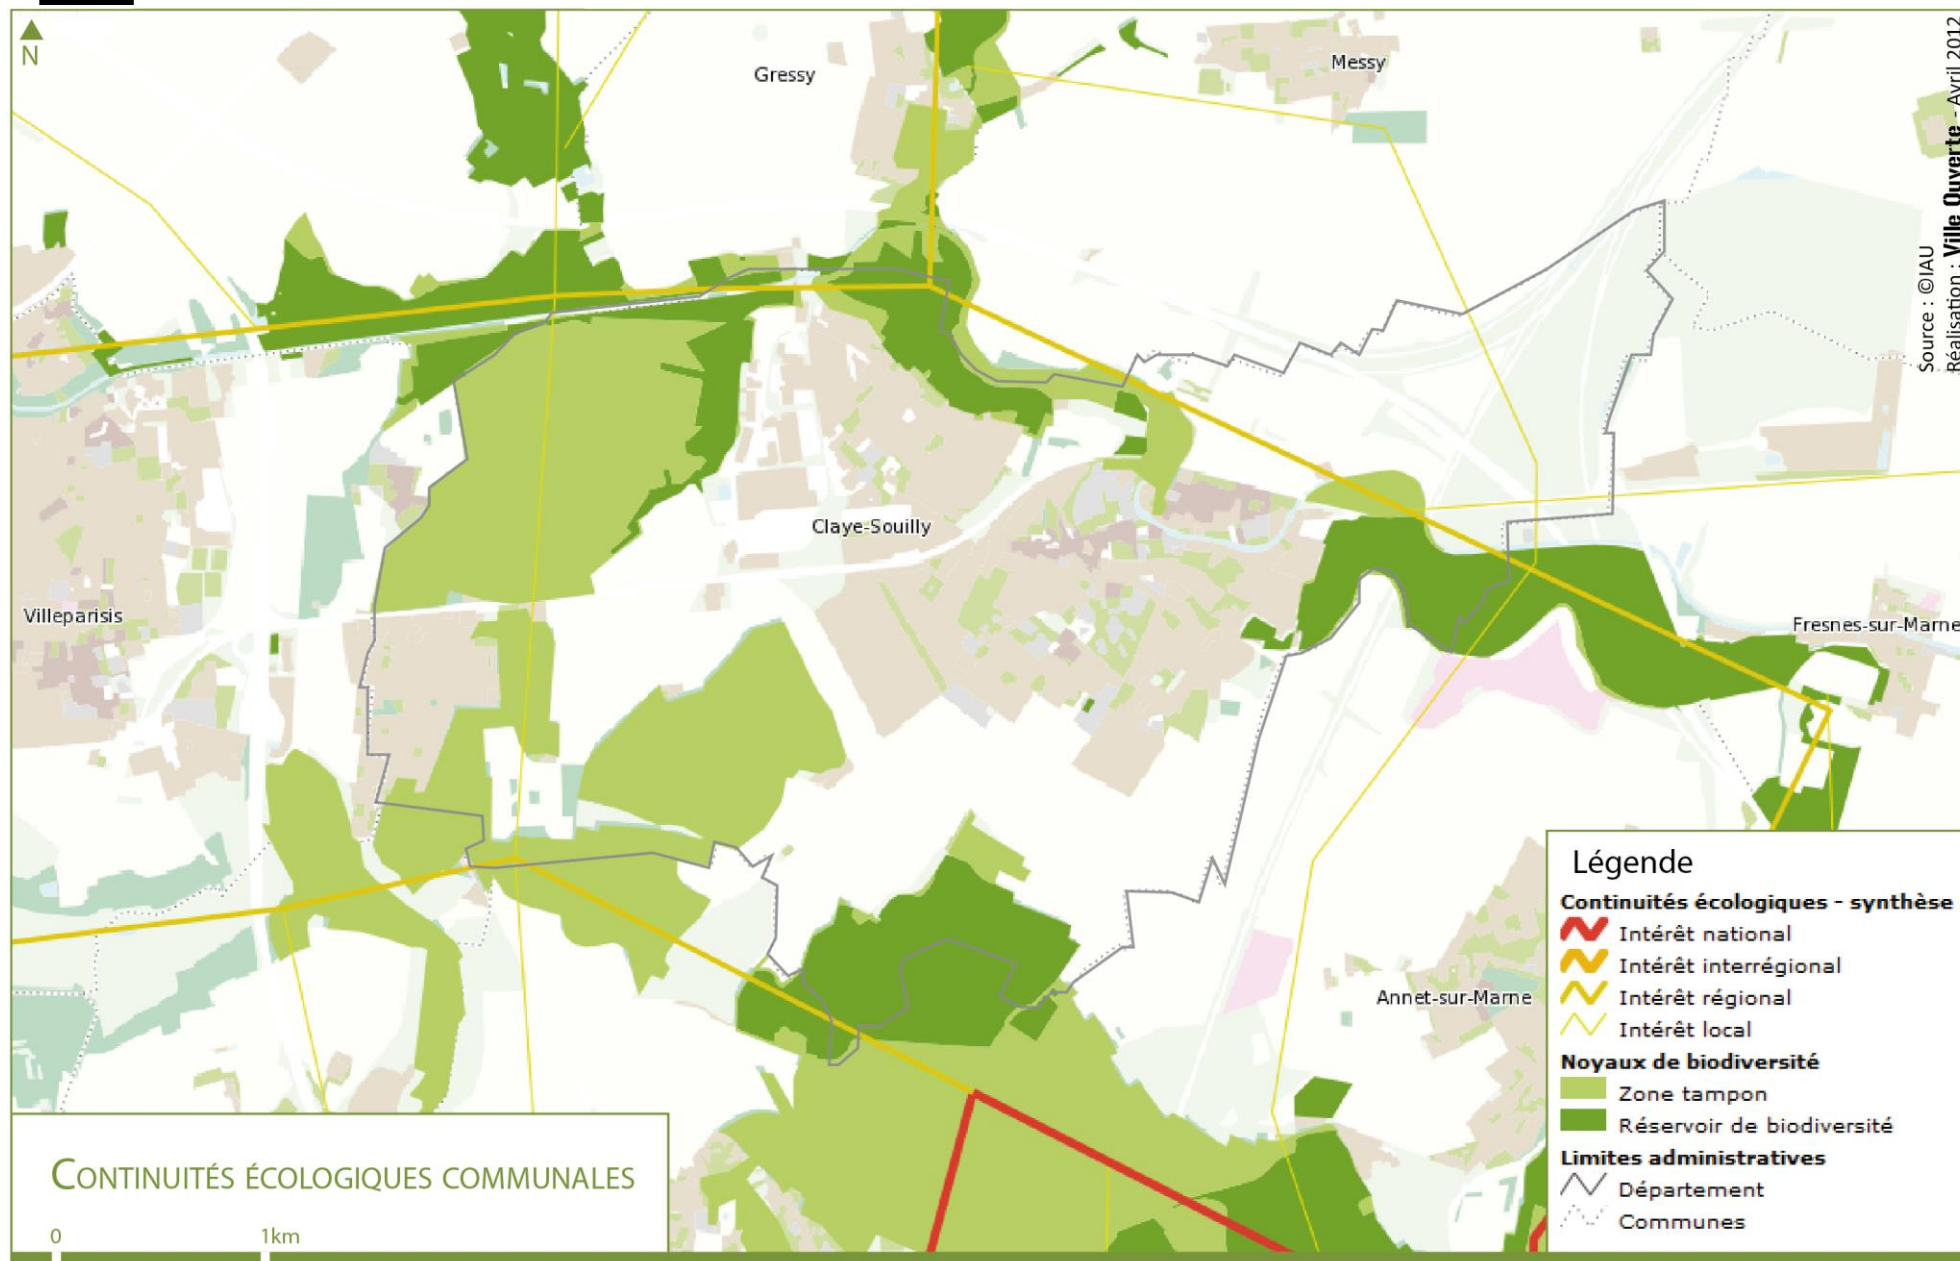 N
Gressy
Messy
Claye-Souilly
Villeparisis
Fresnes-sur-Marne
Annet-sur-Marne
Source : ©IAU
Réalisation : Ville Ouverte - Avril 2012
Légende
Continuités écologiques - synthèse
Intérêt national
Intérêt interrégional
Intérêt régional
Intérêt local
Noyaux de biodiversité
Zone tampon
Réservoir de biodiversité
Limites administratives
Département
Communes
CONTINUITÉS ÉCOLOGIQUES COMMUNALES
0 1km